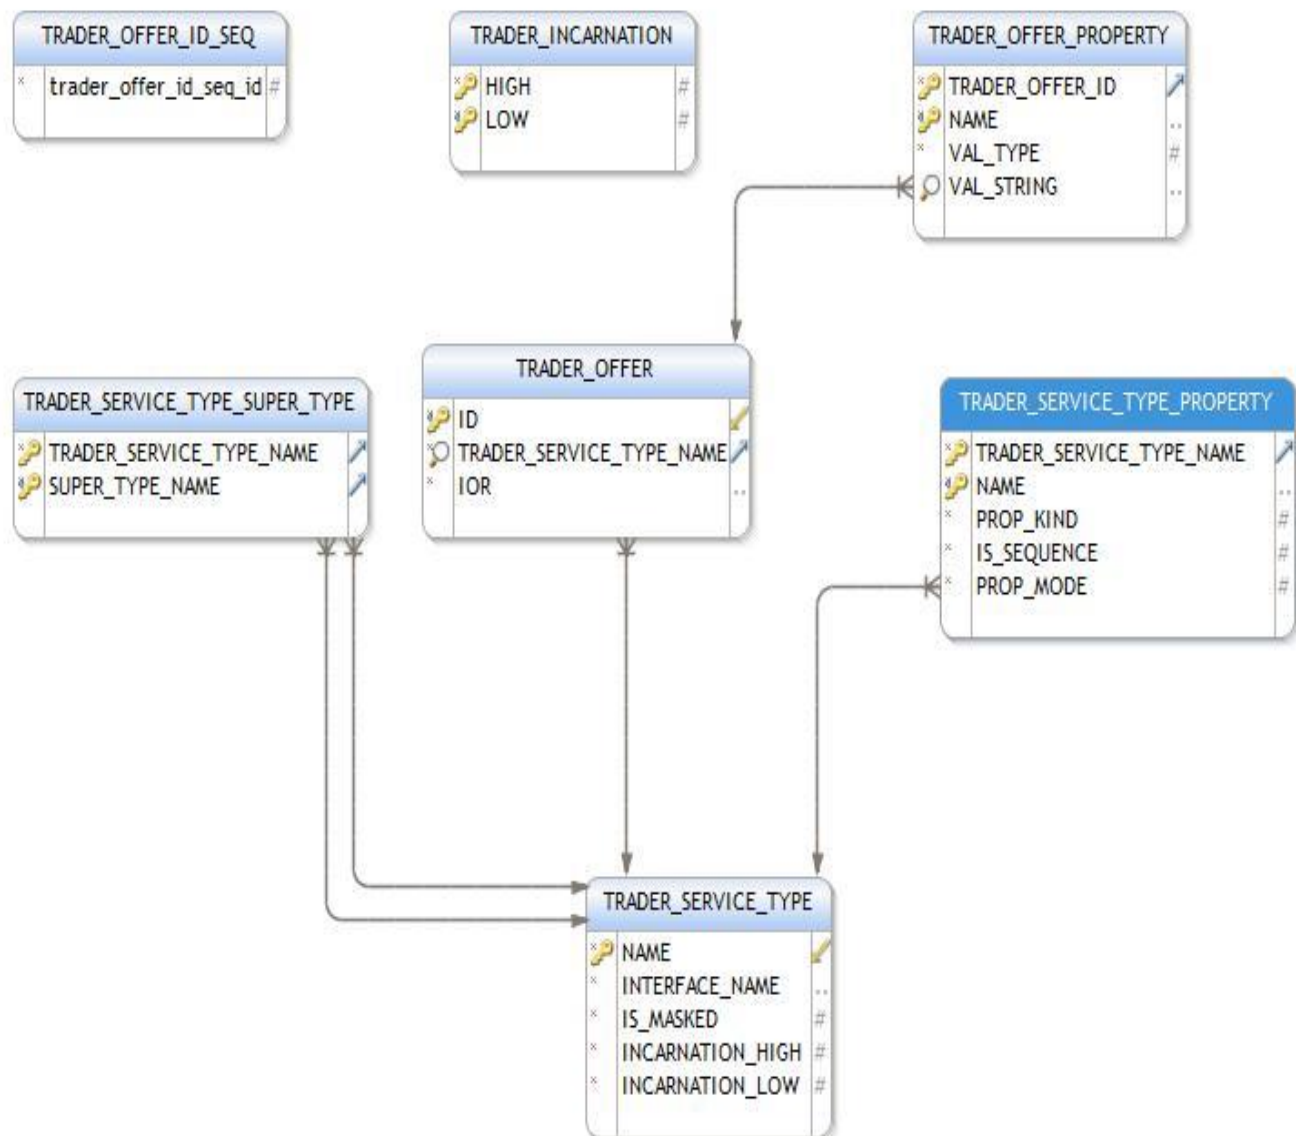 TRADER_OFFER_ID_SEQ
trader_offer_id_seq_id #
TRADER_INCARNATION
HIGH #
LOW #
TRADER_OFFER_PROPERTY
TRADER_OFFER_ID
NAME ..
VAL_TYPE #
VAL_STRING ..
TRADER_SERVICE_TYPE_SUPER_TYPE
TRADER_SERVICE_TYPE_NAME
SUPER_TYPE_NAME
TRADER_OFFER
ID
TRADER_SERVICE_TYPE_NAME
IOR ..
TRADER_SERVICE_TYPE_PROPERTY
TRADER_SERVICE_TYPE_NAME
NAME ..
PROP_KIND #
IS_SEQUENCE #
PROP_MODE #
TRADER_SERVICE_TYPE
NAME
INTERFACE_NAME ..
IS_MASKED #
INCARNATION_HIGH #
INCARNATION_LOW #